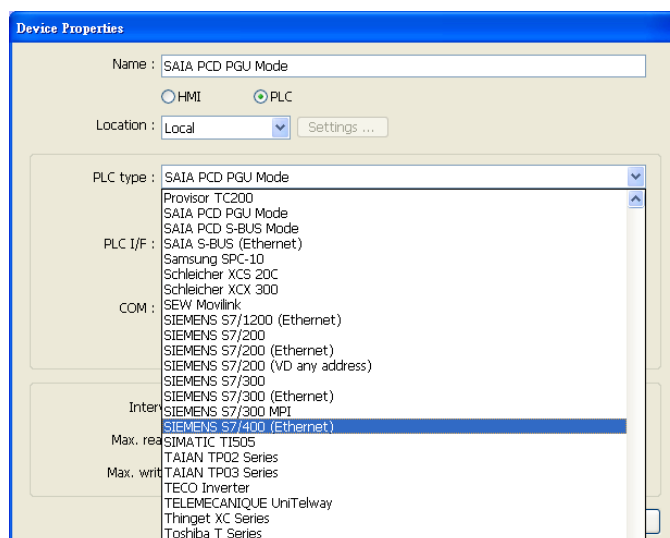 Device Properties
Name : SAIA PCD PGU Mode
HMI PLC
Location : Local Settings ...
PLC type : SAIA PCD PGU Mode
Provisor TC200
SAIA PCD PGU Mode
SAIA PCD S-BUS Mode
PLC I/F : SAIA S-BUS (Ethernet)
Samsung SPC-10
Schleicher XCS 20C
Schleicher XCX 300
COM : SEW Movilink
SIEMENS S7/1200 (Ethernet)
SIEMENS S7/200
SIEMENS S7/200 (Ethernet)
SIEMENS S7/200 (VD any address)
SIEMENS S7/300
SIEMENS S7/300 (Ethernet)
Inter SIEMENS S7/300 MPI
SIEMENS S7/400 (Ethernet)
Max. rea SIMATIC TI505
TAIAN TP02 Series
Max. writ TAIAN TP03 Series
TECO Inverter
TELEMECANIQUE UniTelway
Thinget XC Series
Toshiba T Series